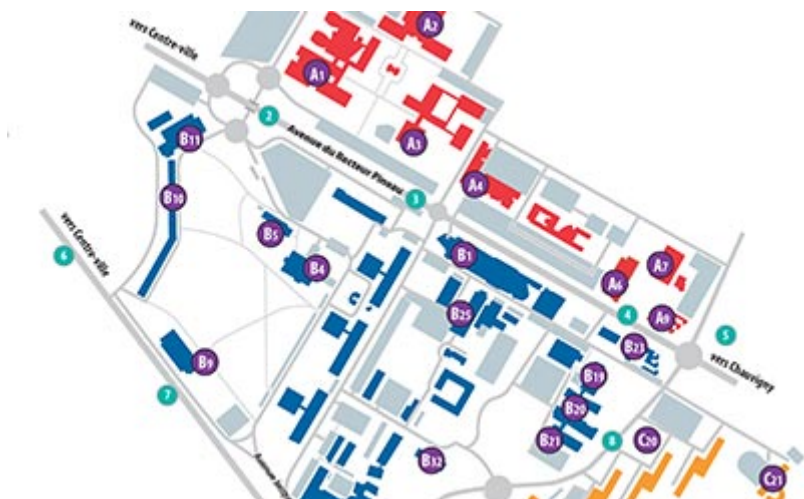 A2
vers Centre-ville
A1
2
Avenue du Recteur Pineau
A3
B11
A4
B10
3
vers Centre-ville
6
B5
B4
B1
A7
A6
A9
4
B25
5
B23
vers Chauvigny
B9
7
B19
B20
B21
8
C20
B32
C21
Avenue